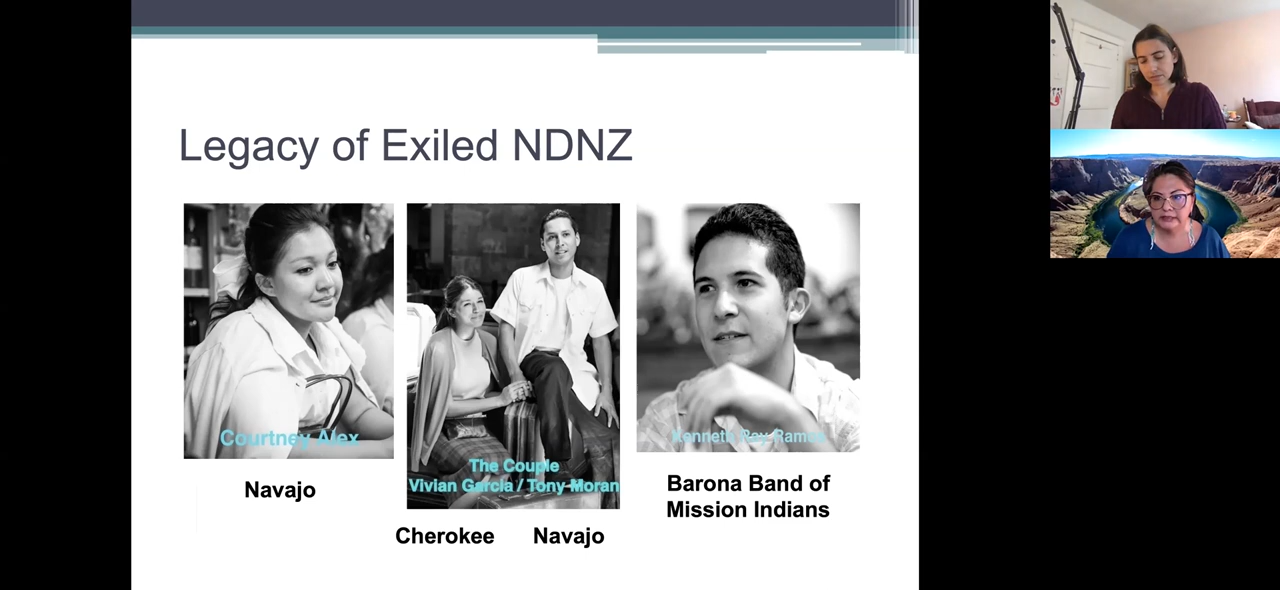 Legacy of Exiled NDNZ
Courtney Alex
The Couple
Vivian Garcia / Tony Moran
Kenneth Ray Ramos
Navajo
Barona Band of
Mission Indians
Cherokee Navajo